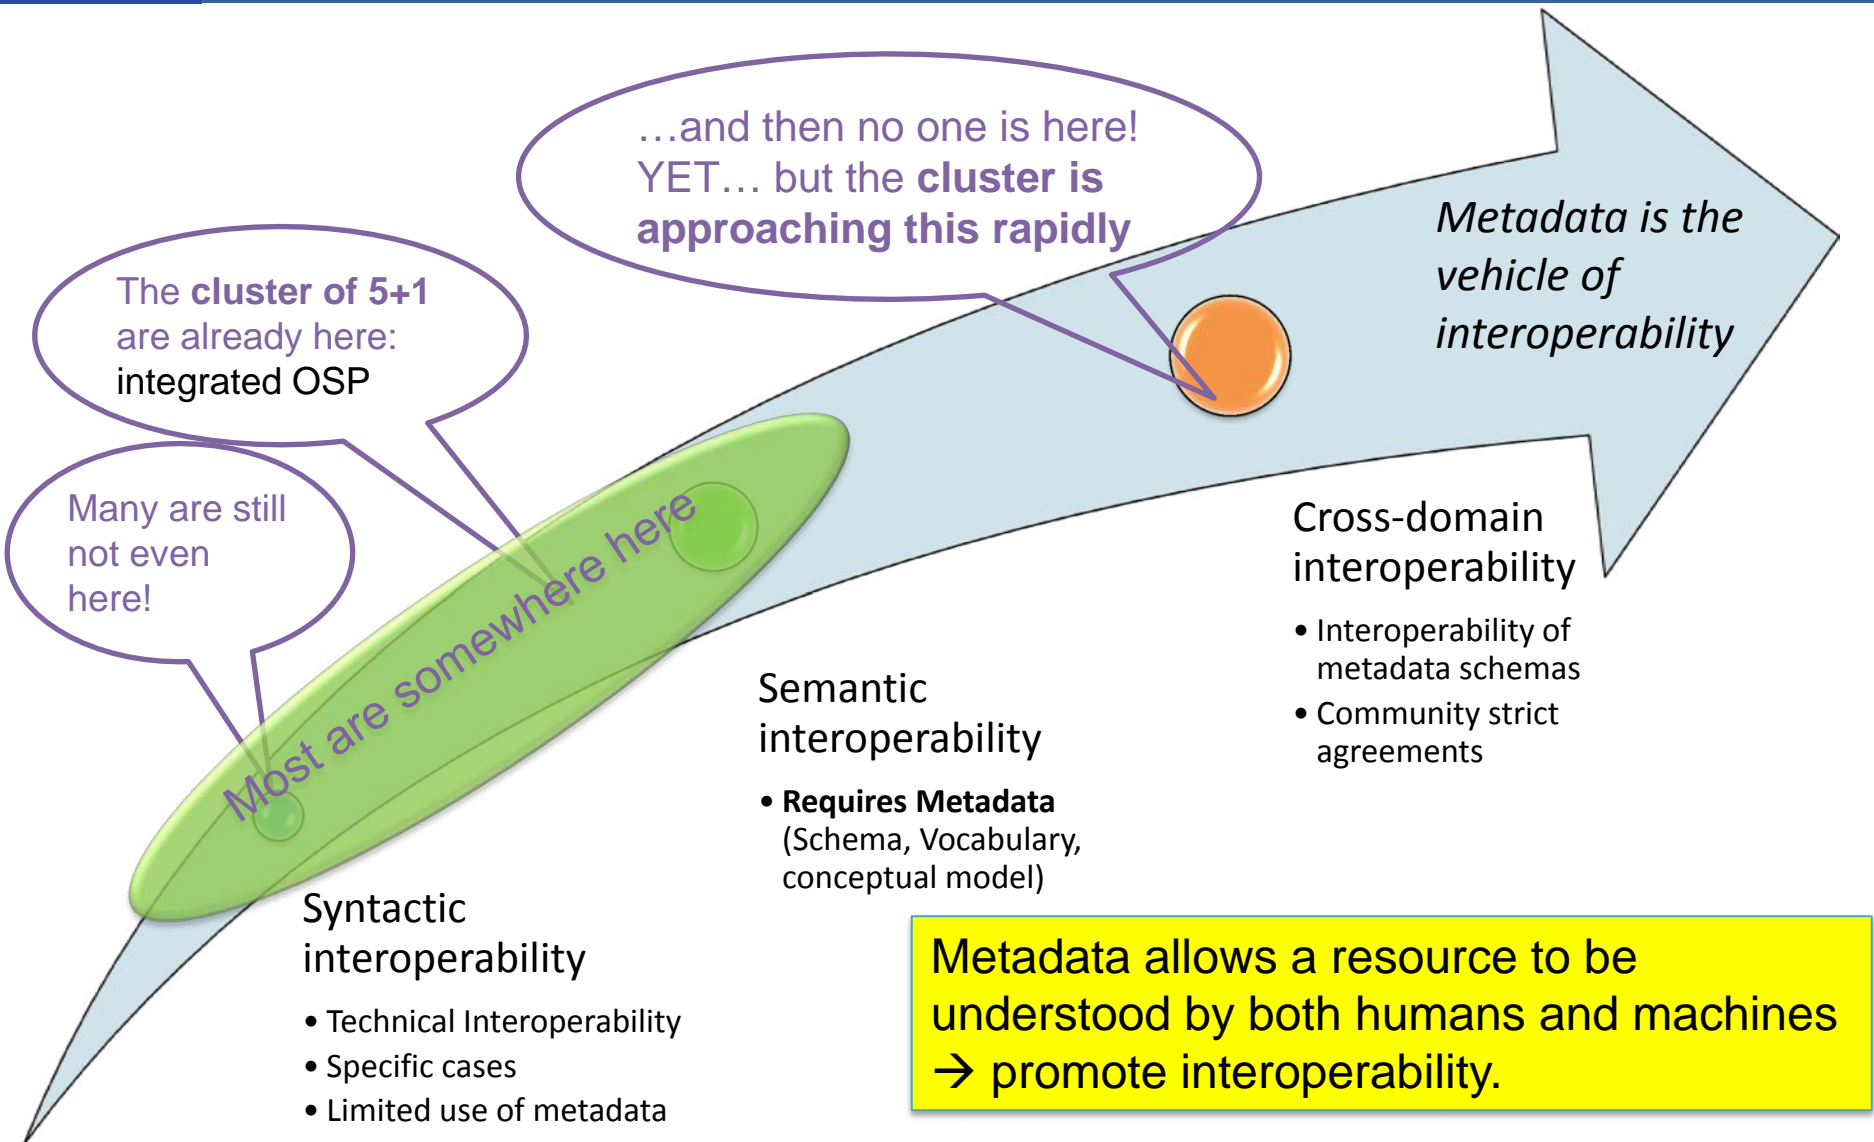 …and then no one is here!
YET… but the cluster is
approaching this rapidly
Metadata is the
vehicle of
interoperability
The cluster of 5+1
are already here:
integrated OSP
Many are still
not even
here!
Most are somewhere here
Cross-domain
interoperability
• Interoperability of
metadata schemas
• Community strict
agreements
Semantic
interoperability
• Requires Metadata
(Schema, Vocabulary,
conceptual model)
Syntactic
interoperability
• Technical Interoperability
• Specific cases
• Limited use of metadata
Metadata allows a resource to be
understood by both humans and machines
→ promote interoperability.